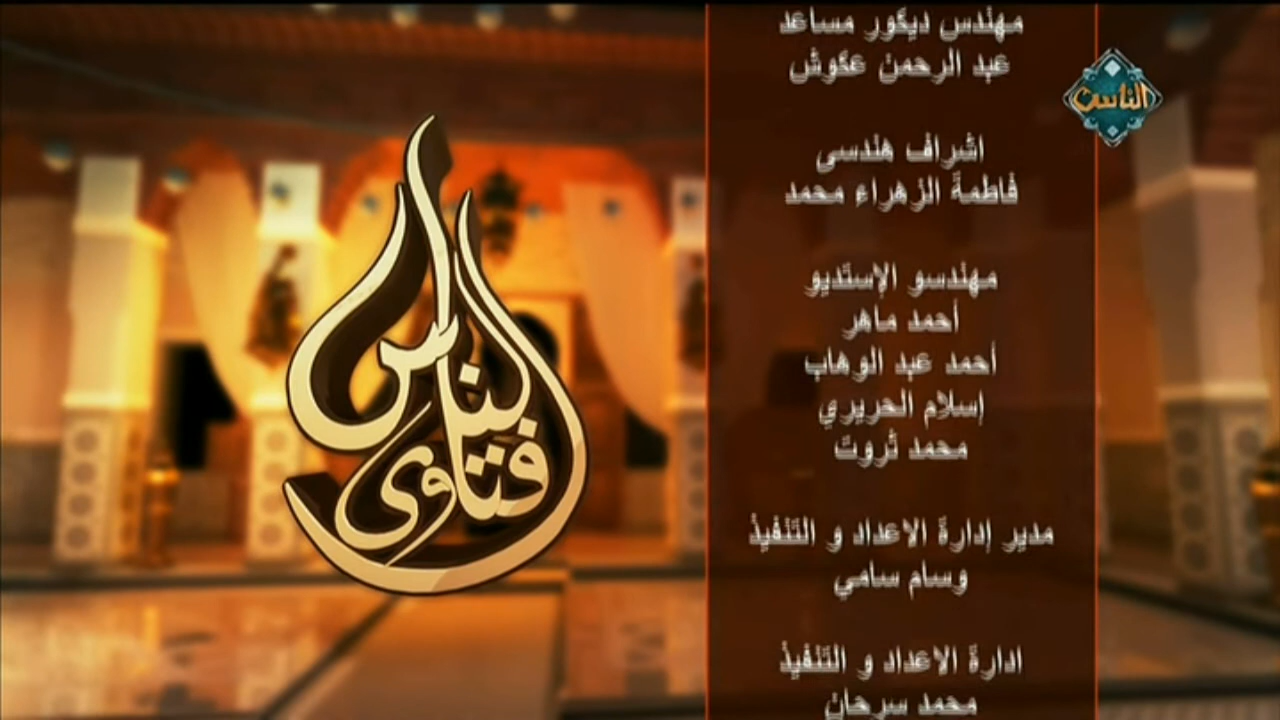 مهندس ديكور مساعد
عبد الرحمن عكوش
اشراف هندسى
فاطمة الزهراء محمد
مهندسو الإستديو
أحمد ماهر
أحمد عبد الوهاب
إسلام الحريري
محمد ثروت
مدير إدارة الاعداد و التنفيذ
وسام سامي
ادارة الاعداد و التنفيذ
محمد سرحان
فتاوى الناس
الناس